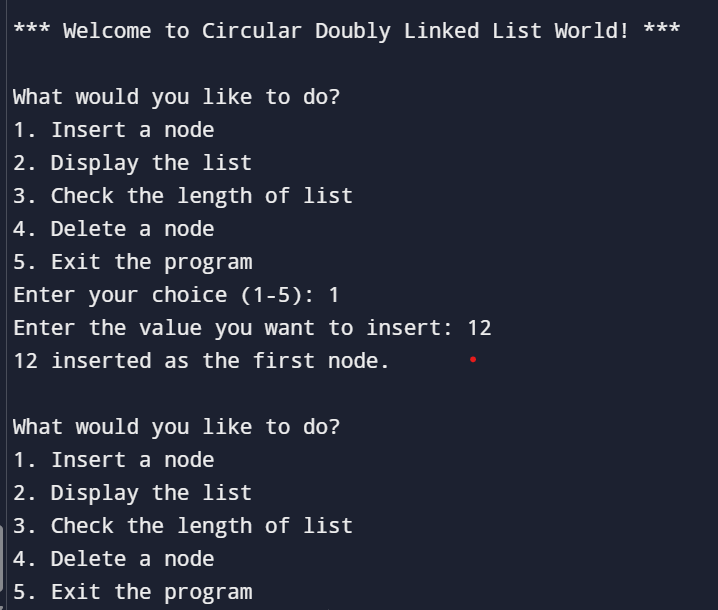 *** Welcome to Circular Doubly Linked List World! ***
What would you like to do?
1. Insert a node
2. Display the list
3. Check the length of list
4. Delete a node
5. Exit the program
Enter your choice (1-5): 1
Enter the value you want to insert: 12
12 inserted as the first node.
What would you like to do?
1. Insert a node
2. Display the list
3. Check the length of list
4. Delete a node
5. Exit the program